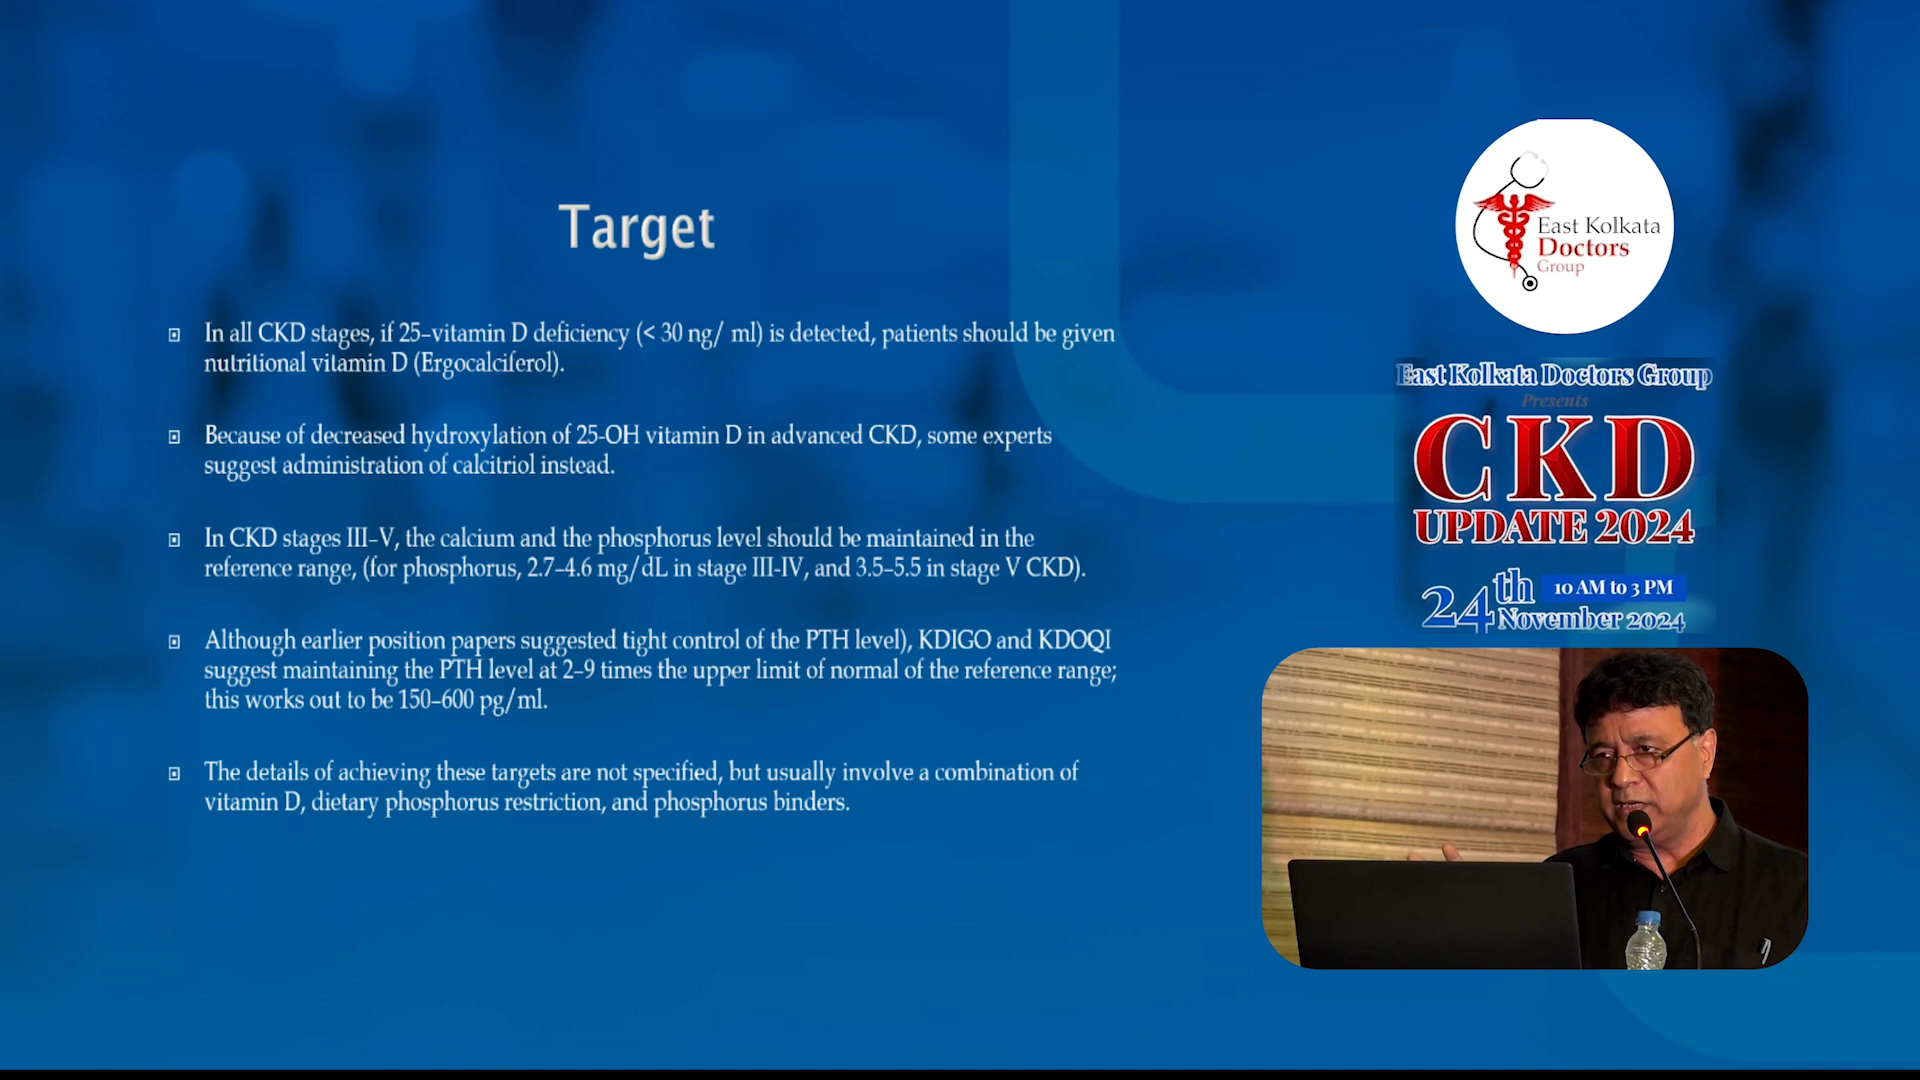 Target
In all CKD stages, if 25–vitamin D deficiency (< 30 ng/ ml) is detected, patients should be given
nutritional vitamin D (Ergocalciferol).
Because of decreased hydroxylation of 25-OH vitamin D in advanced CKD, some experts
suggest administration of calcitriol instead.
In CKD stages III–V, the calcium and the phosphorus level should be maintained in the
reference range, (for phosphorus, 2.7–4.6 mg/dL in stage III-IV, and 3.5–5.5 in stage V CKD).
Although earlier position papers suggested tight control of the PTH level), KDIGO and KDOQI
suggest maintaining the PTH level at 2–9 times the upper limit of normal of the reference range;
this works out to be 150–600 pg/ml.
The details of achieving these targets are not specified, but usually involve a combination of
vitamin D, dietary phosphorus restriction, and phosphorus binders.
East Kolkata
Doctors
Group
East Kolkata Doctors Group
Presents
CKD
UPDATE 2024
24th 10 AM to 3 PM
November 2024